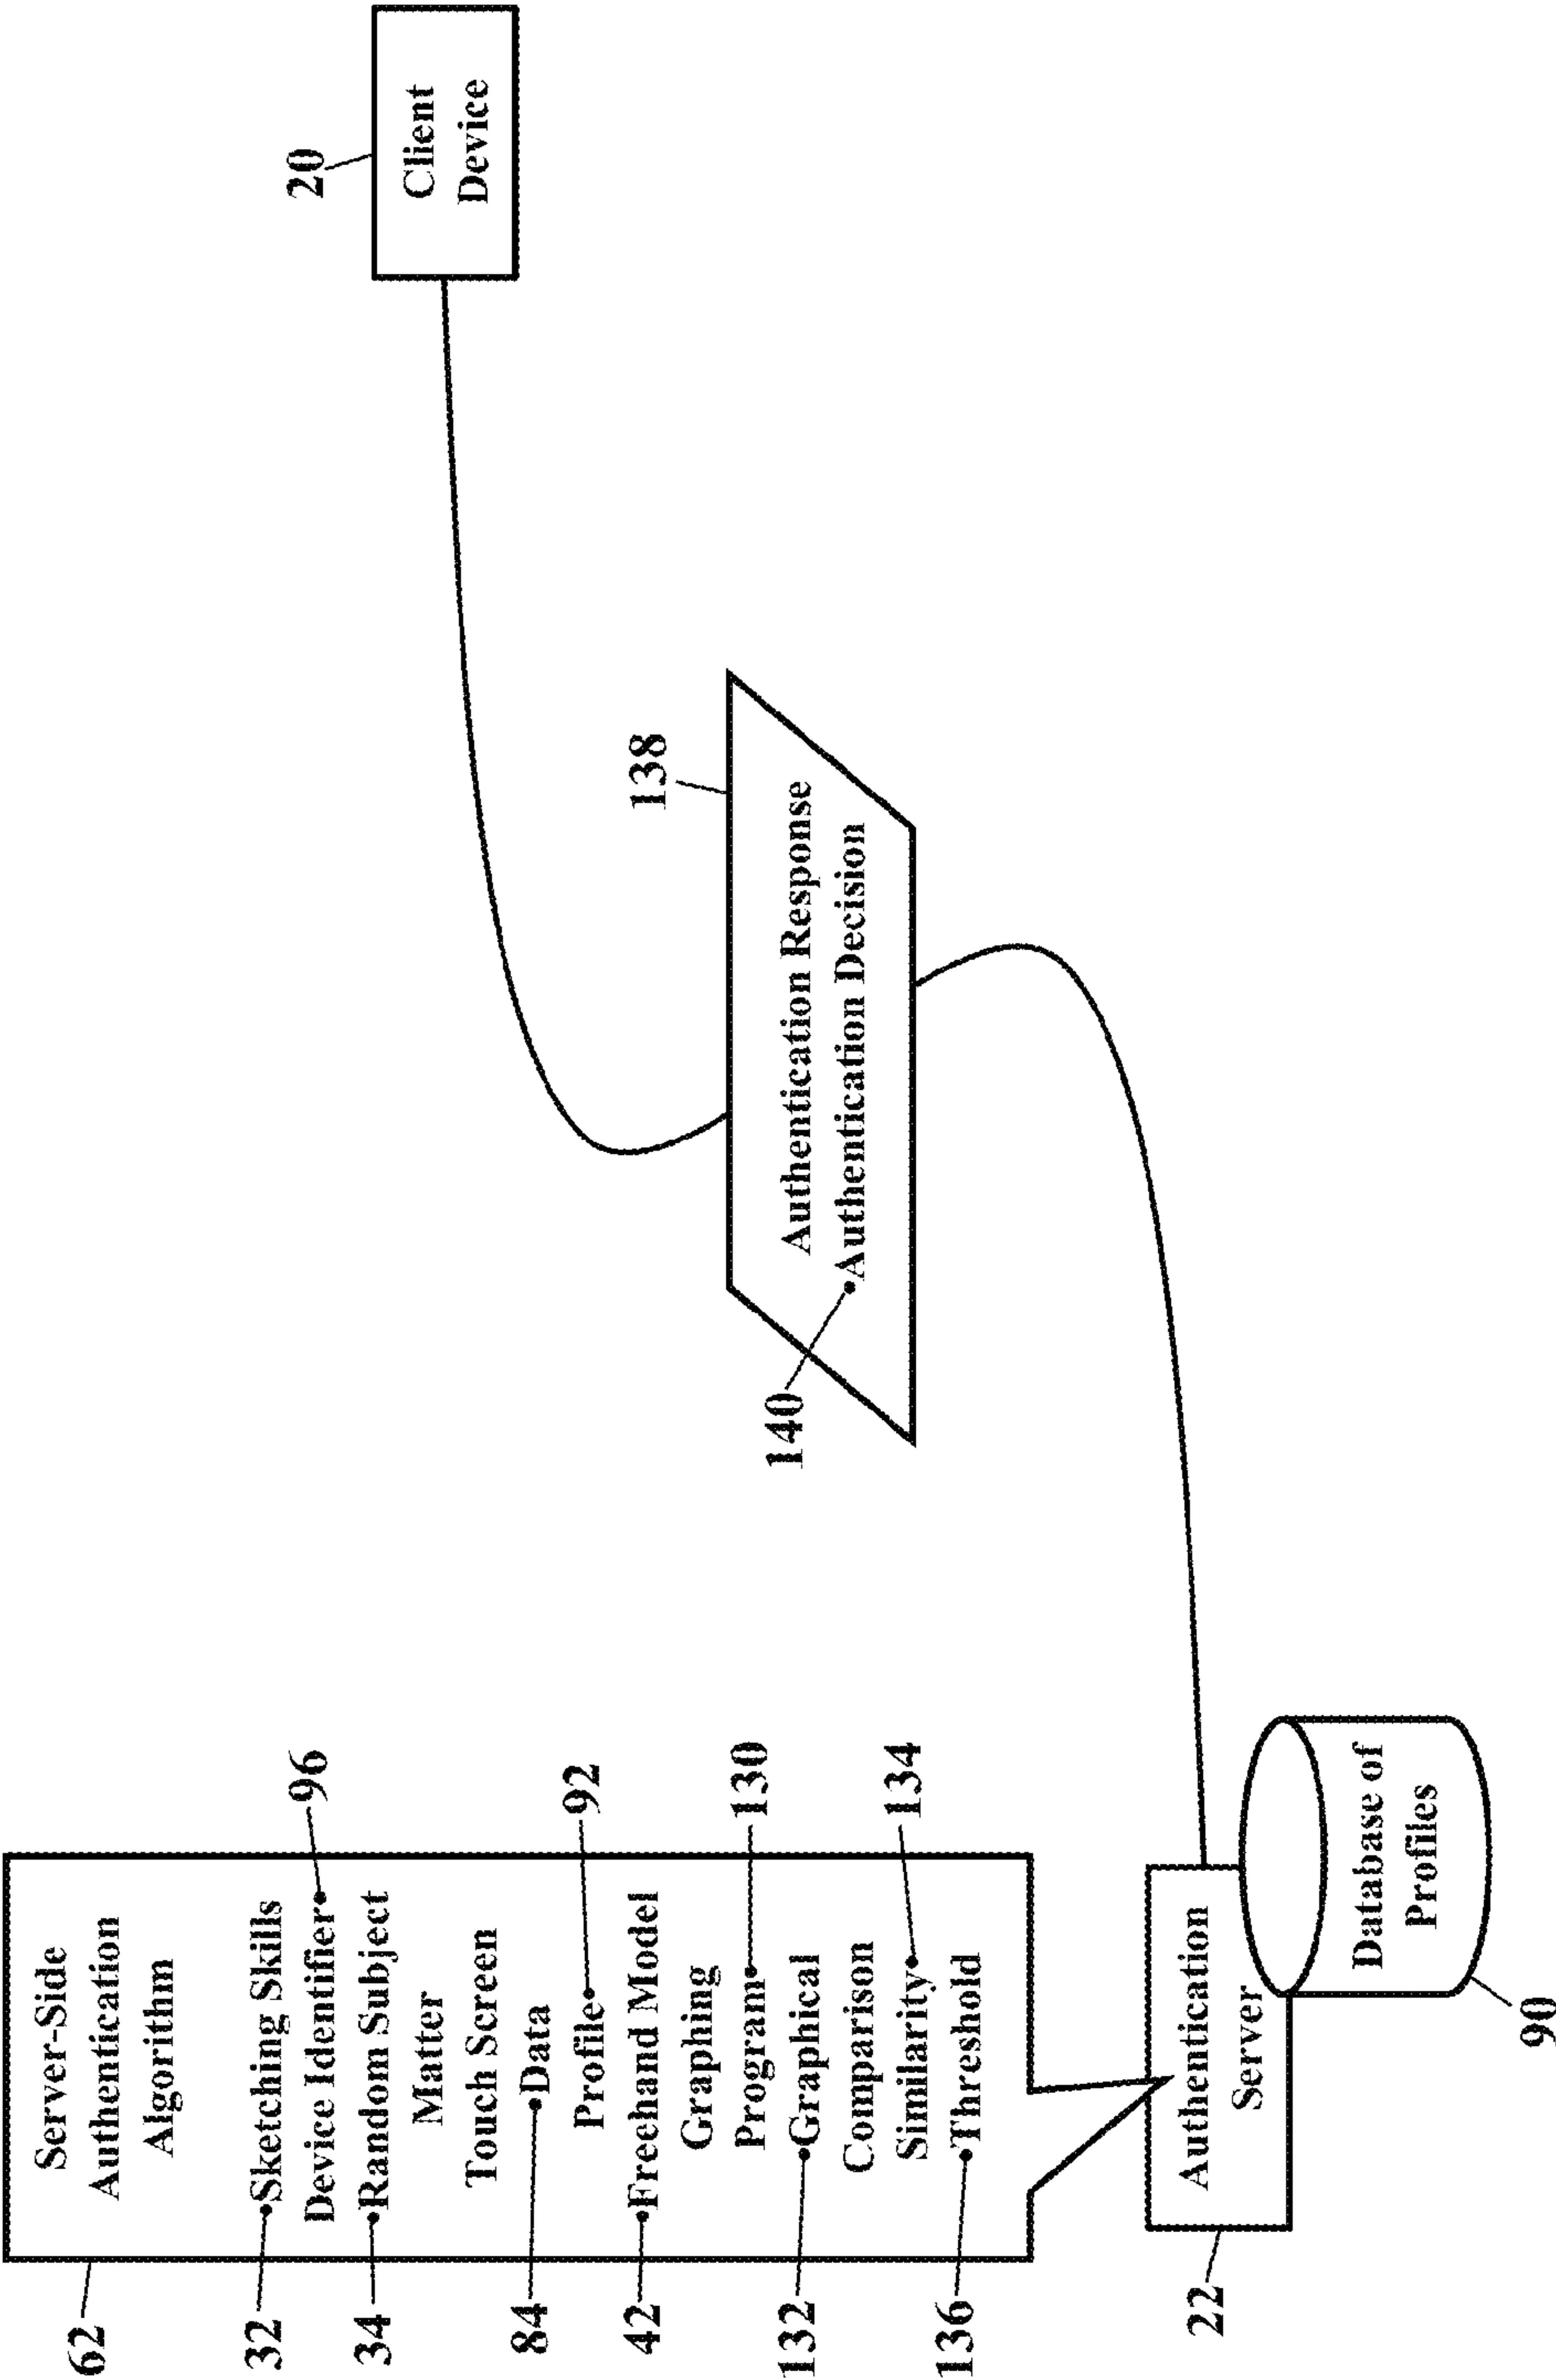 62
Server-Side
Authentication
Algorithm
32
Sketching Skills
Device Identifier
96
34
Random Subject
Matter
Touch Screen
84
Data
Profile
92
42
Freehand Model
Graphing
Program
130
132
Graphical
Comparison
Similarity
134
136
Threshold
22
Authentication
Server
Database of
Profiles
90
138
Authentication Response
140
Authentication Decision
20
Client
Device